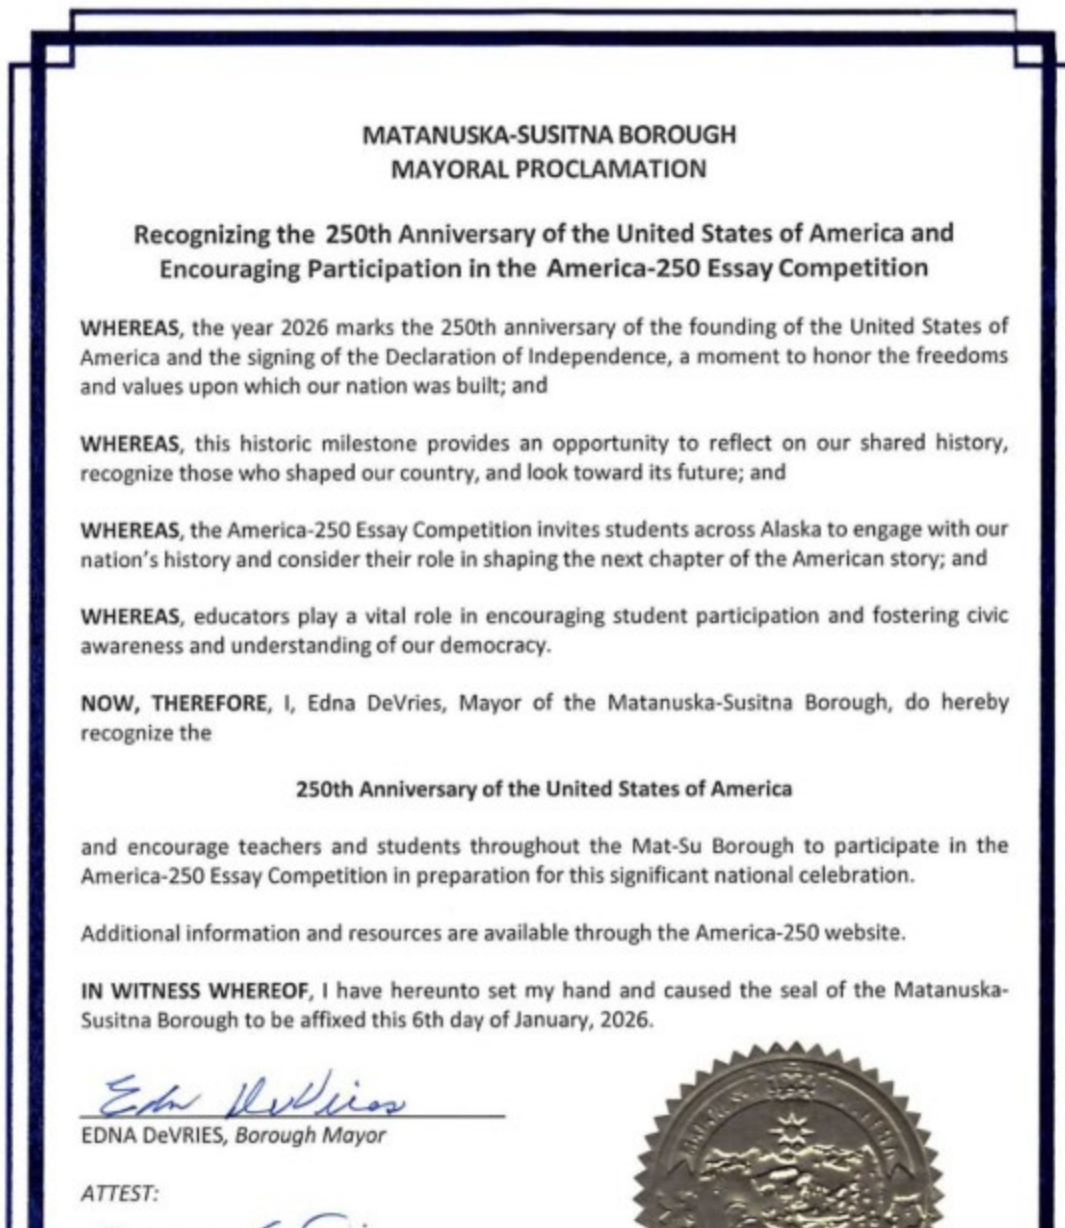 MATANUSKA-SUSITNA BOROUGH
MAYORAL PROCLAMATION
Recognizing the 250th Anniversary of the United States of America and
Encouraging Participation in the America-250 Essay Competition
WHEREAS, the year 2026 marks the 250th anniversary of the founding of the United States of
America and the signing of the Declaration of Independence, a moment to honor the freedoms
and values upon which our nation was built; and
WHEREAS, this historic milestone provides an opportunity to reflect on our shared history,
recognize those who shaped our country, and look toward its future; and
WHEREAS, the America-250 Essay Competition invites students across Alaska to engage with our
nation's history and consider their role in shaping the next chapter of the American story; and
WHEREAS, educators play a vital role in encouraging student participation and fostering civic
awareness and understanding of our democracy.
NOW, THEREFORE, I, Edna DeVries, Mayor of the Matanuska-Susitna Borough, do hereby
recognize the
250th Anniversary of the United States of America
and encourage teachers and students throughout the Mat-Su Borough to participate in the
America-250 Essay Competition in preparation for this significant national celebration.
Additional information and resources are available through the America-250 website.
IN WITNESS WHEREOF, I have hereunto set my hand and caused the seal of the Matanuska-
Susitna Borough to be affixed this 6th day of January, 2026.
Edna DeVries
EDNA DeVRIES, Borough Mayor
ATTEST: